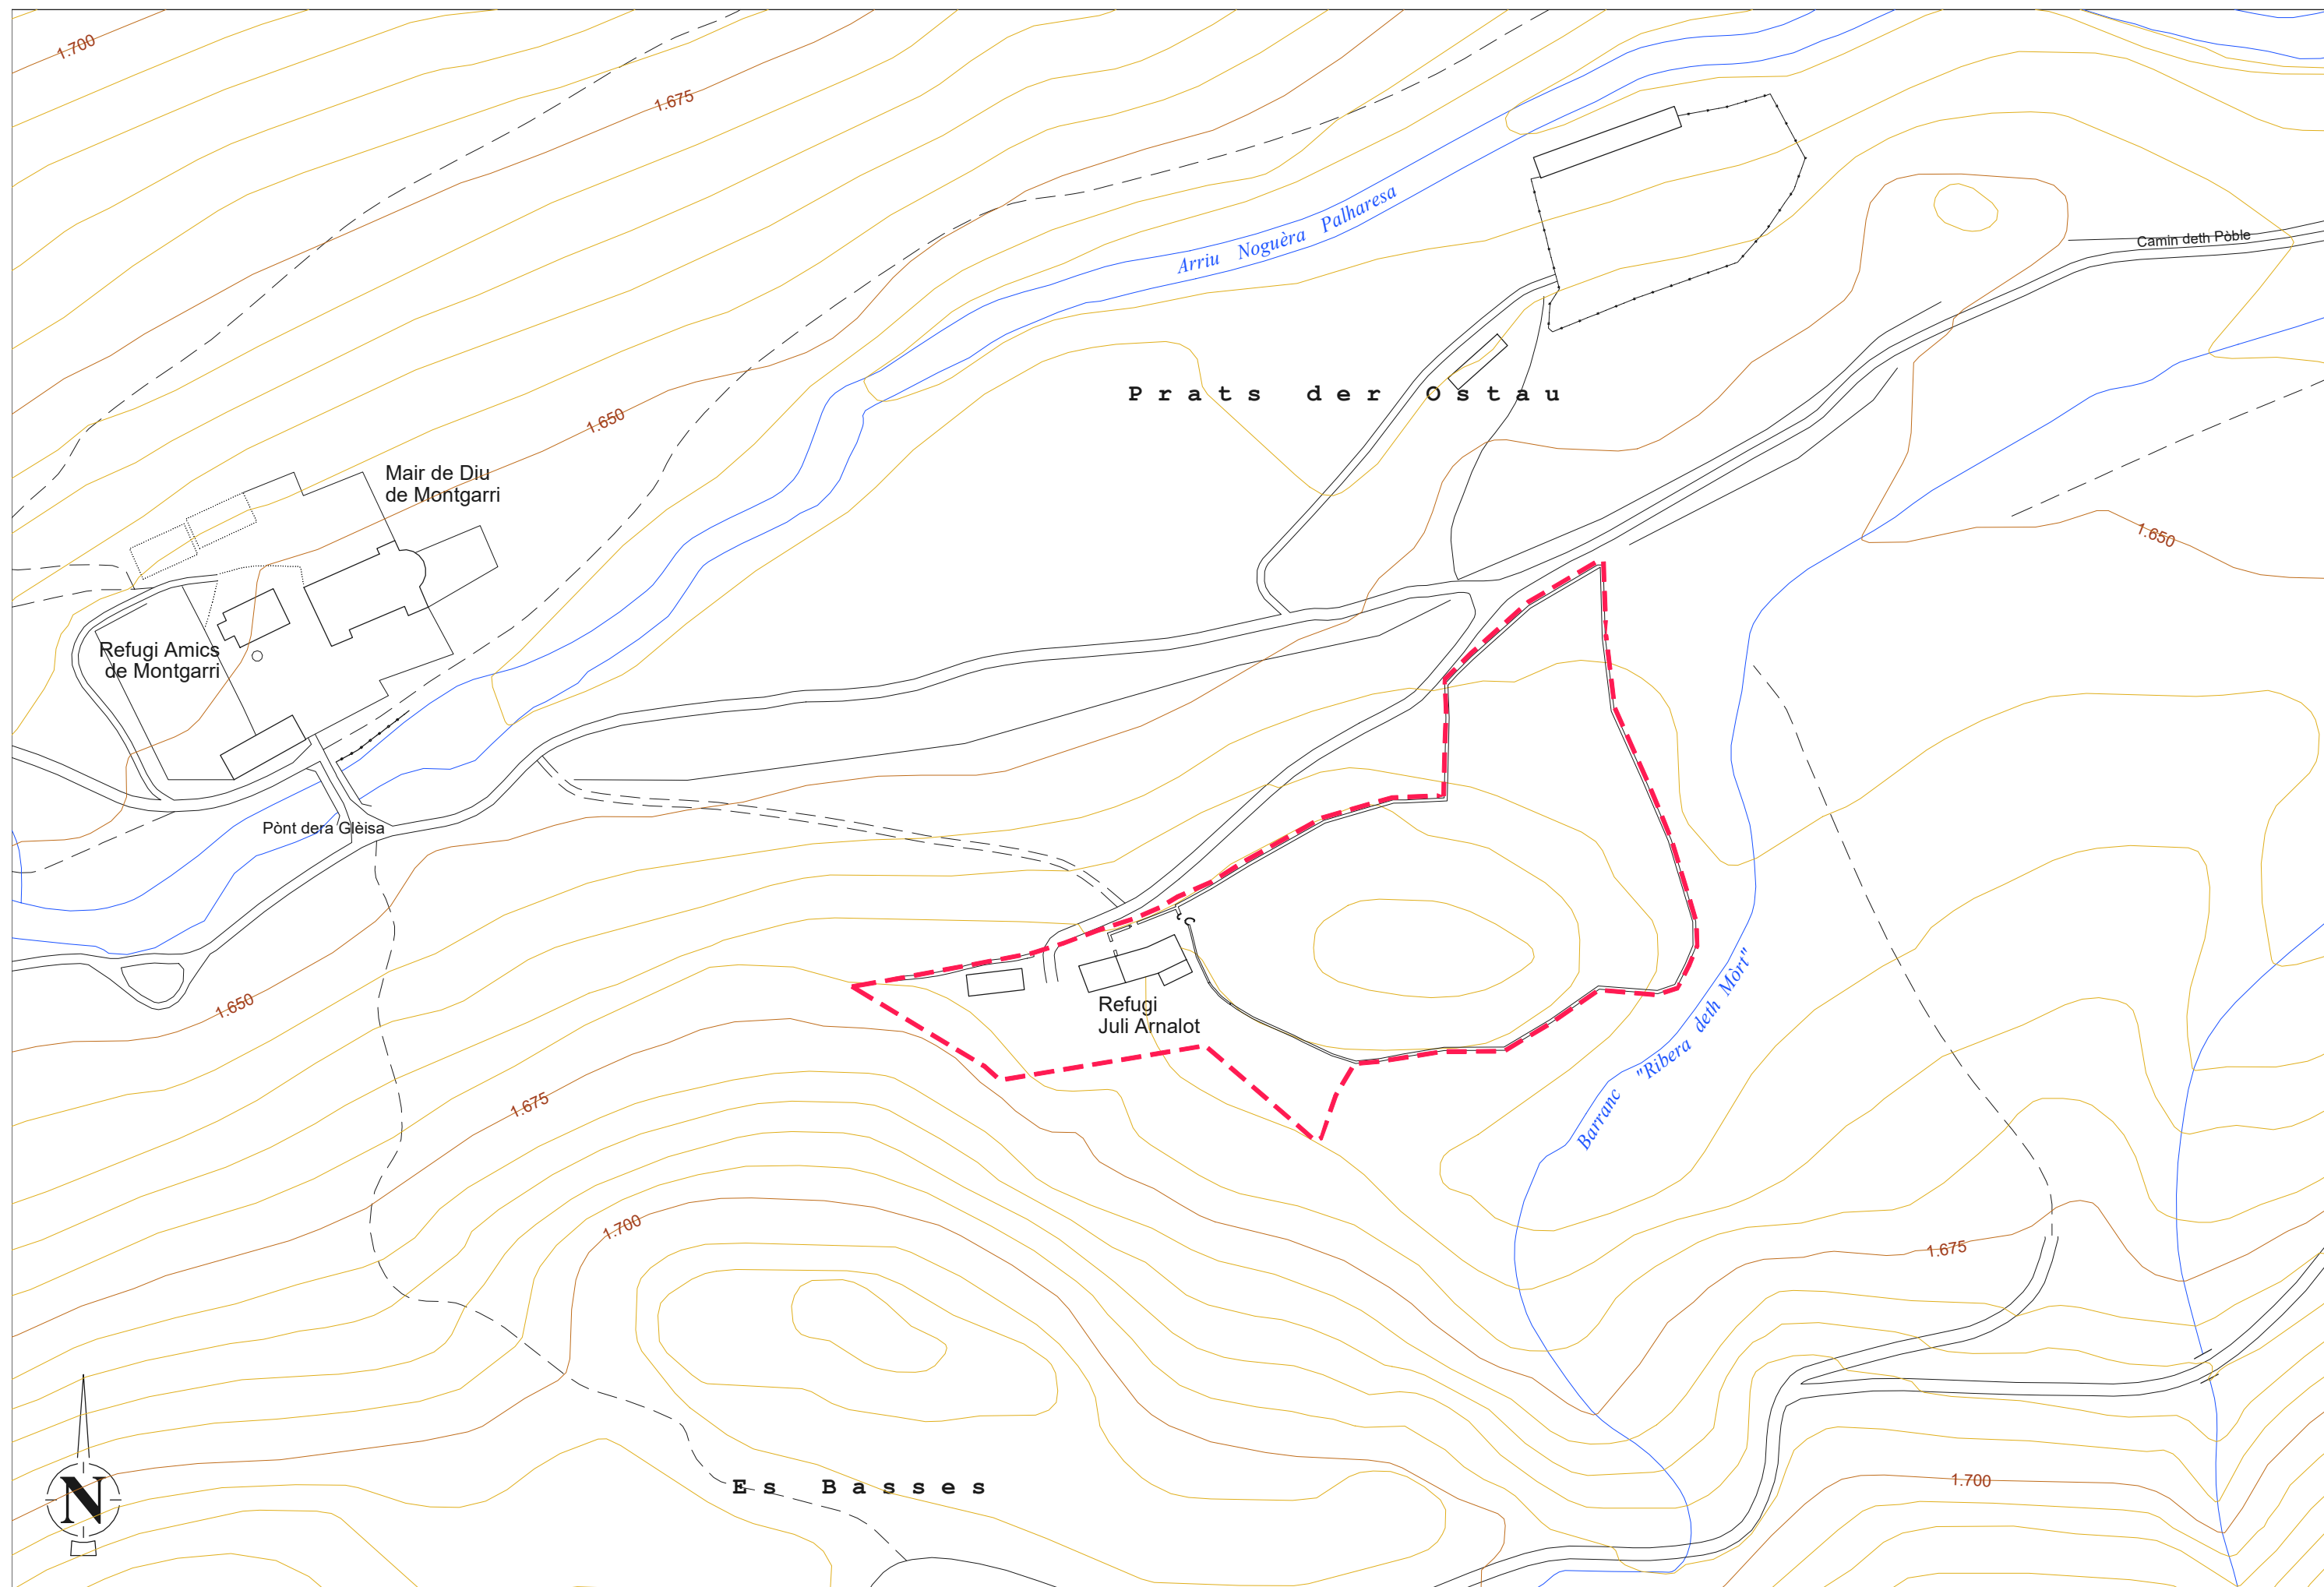 1.700
1.675
Arriu Noguèra Palharesa
Camin deth Pòble
Prats der Ostau
1.650
Mair de Diu
de Montgarri
1.650
Refugi Amics
de Montgarri
Pònt dera Glèisa
Refugi
Juli Arnalot
1.650
Barranc "Ribera deth Mòrt"
1.675
1.700
1.675
Es Basses
1.700
N